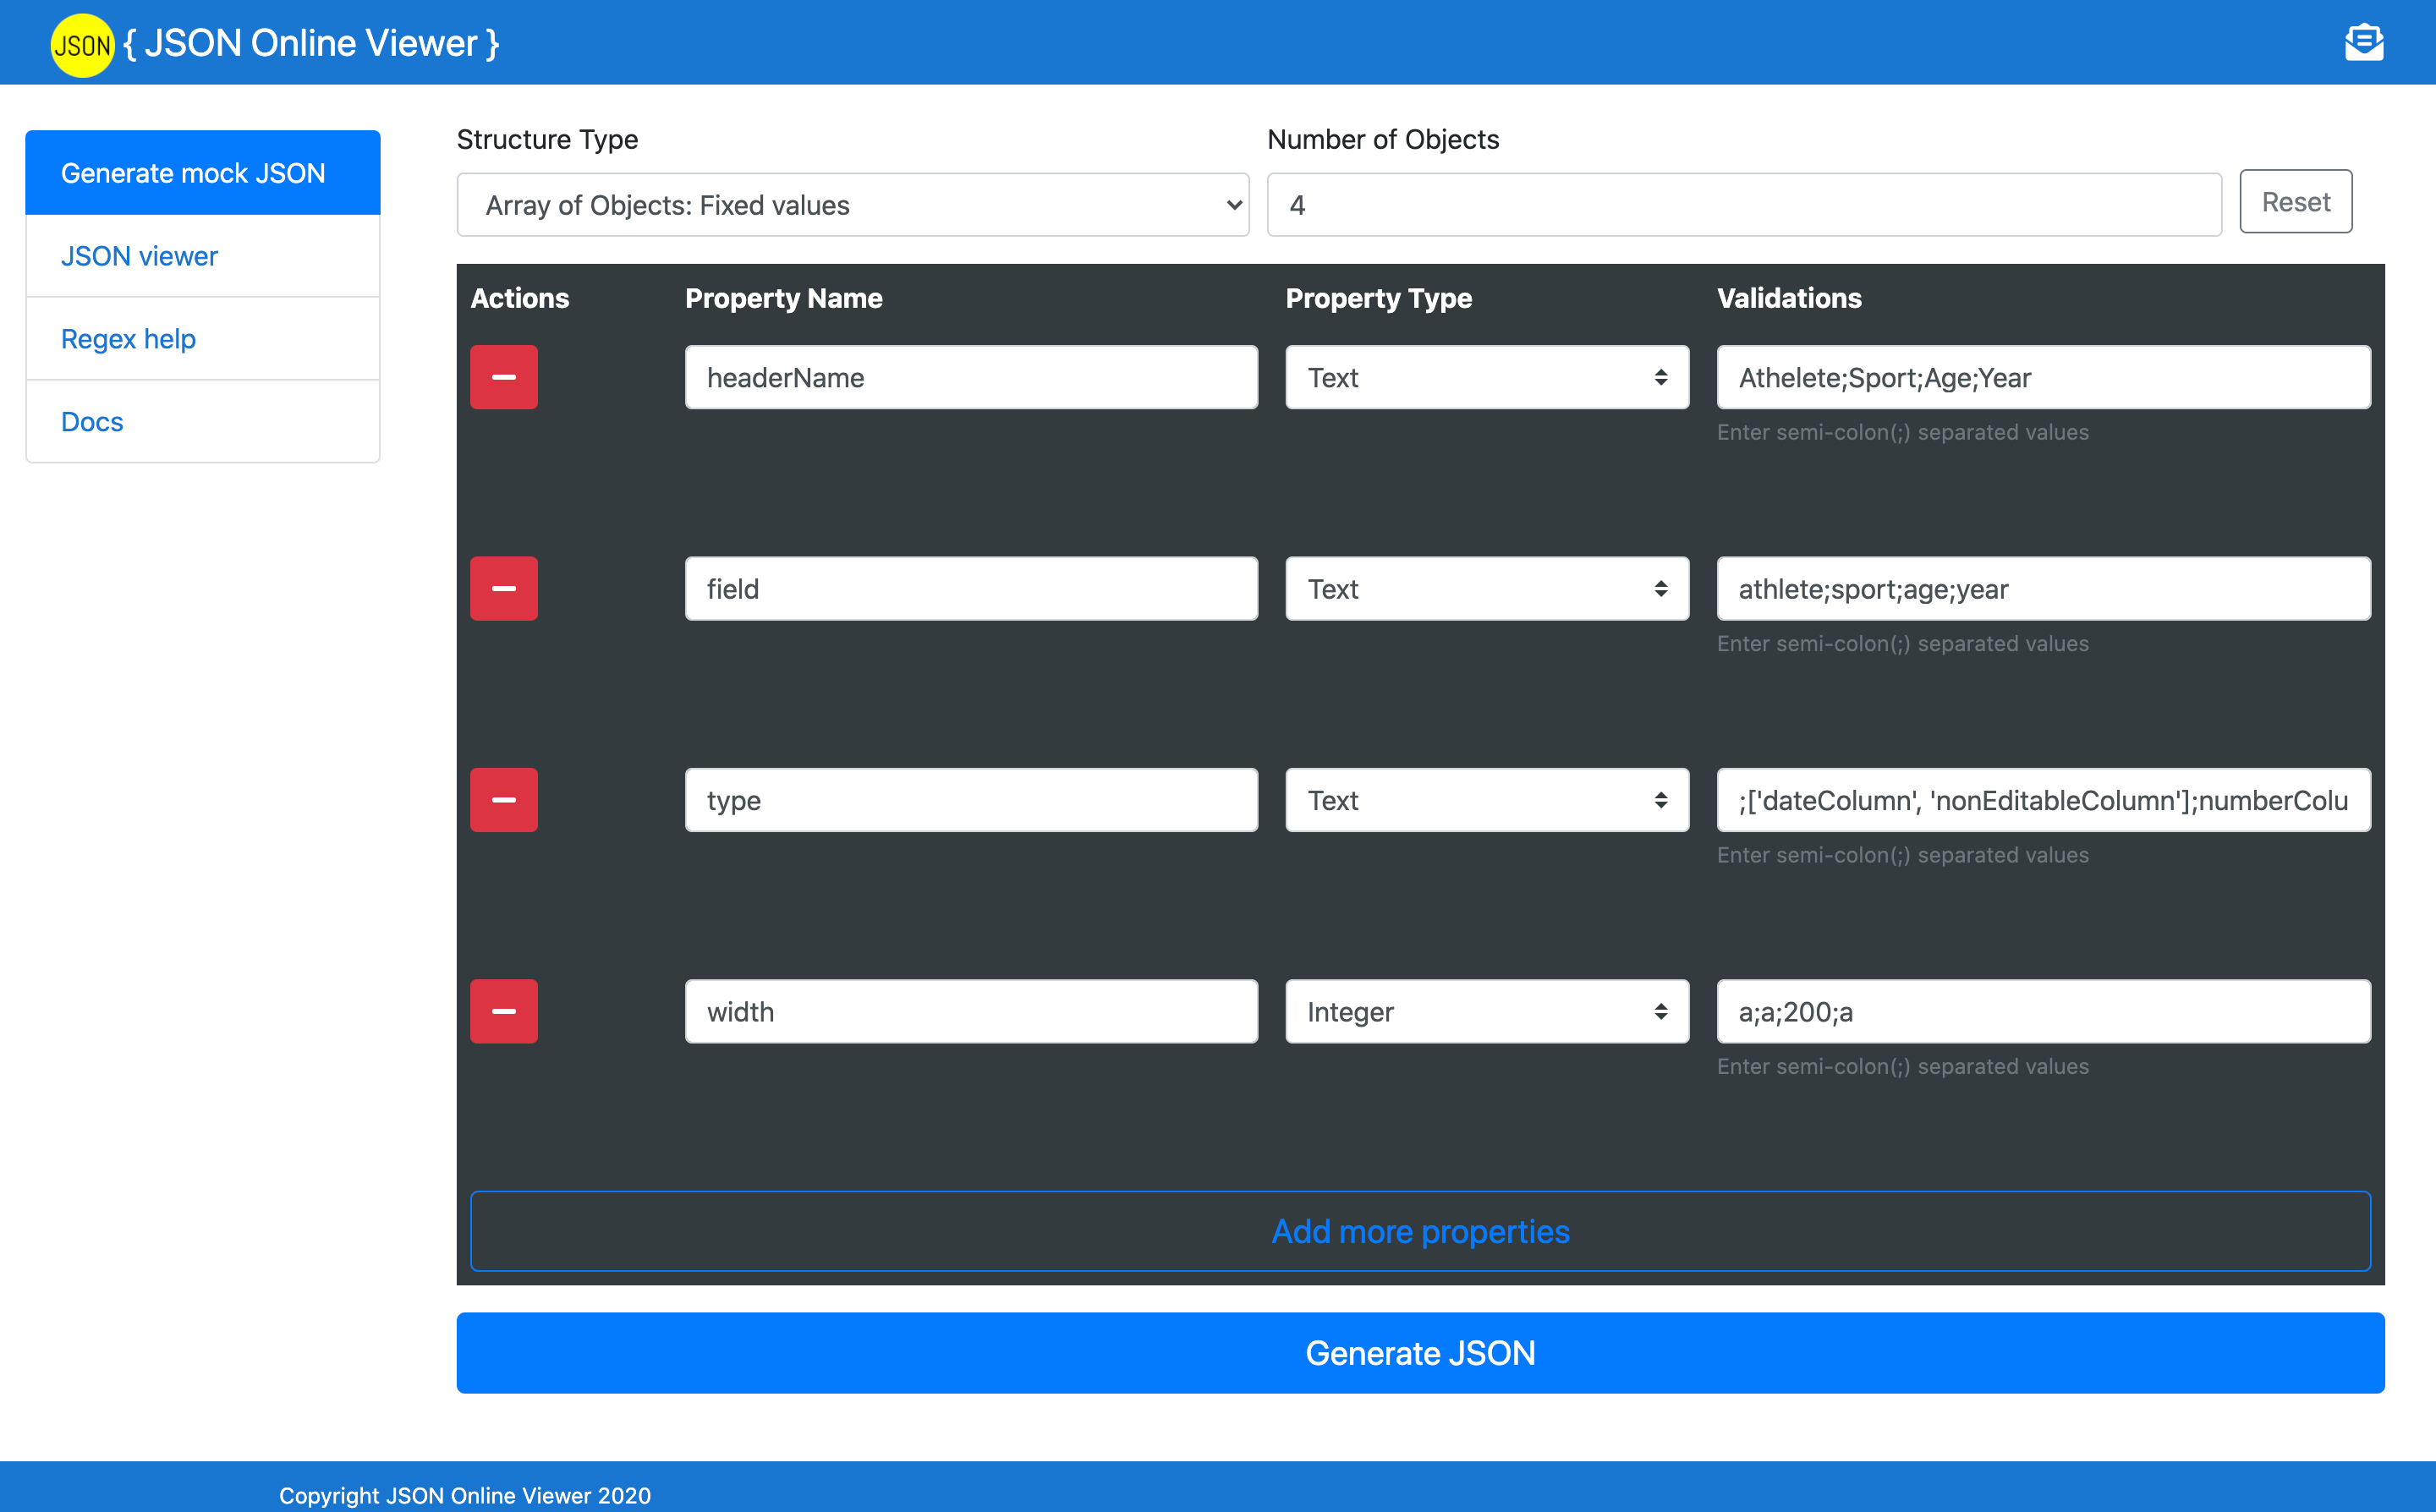 JSON { JSON Online Viewer }
Generate mock JSON
JSON viewer
Regex help
Docs
Structure Type
Number of Objects
Array of Objects: Fixed values
4
Reset
Actions Property Name Property Type Validations
headerName Text Athelete;Sport;Age;Year
Enter semi-colon(;) separated values
field Text athlete;sport;age;year
Enter semi-colon(;) separated values
type Text ;['dateColumn', 'nonEditableColumn'];numberColu
Enter semi-colon(;) separated values
width Integer a;a;200;a
Enter semi-colon(;) separated values
Add more properties
Generate JSON
Copyright JSON Online Viewer 2020